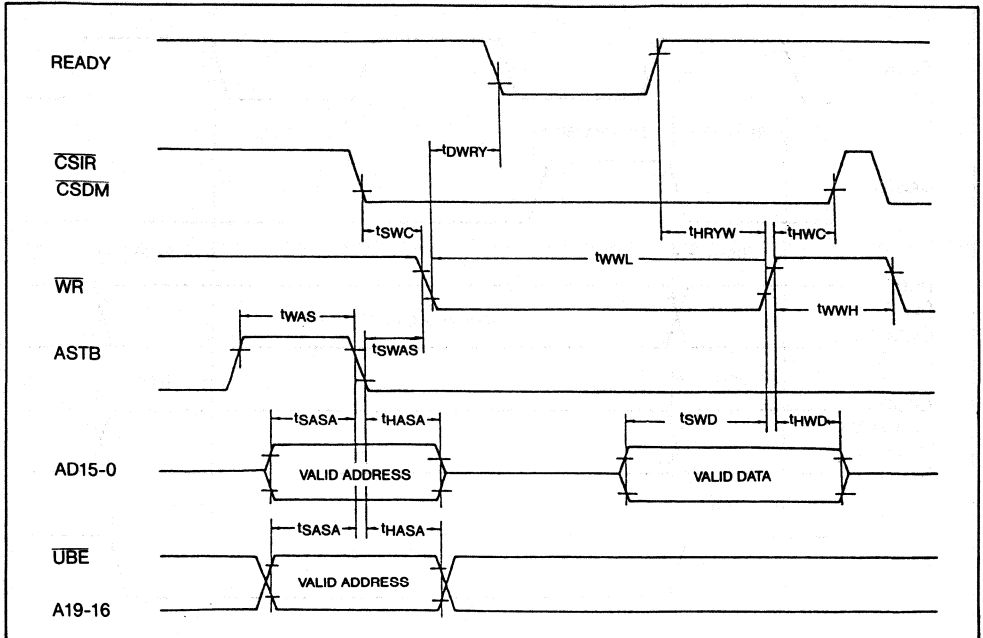 READY
tDWRY
CSIR
CSDM
tSWC
tHRYW
tHWC
tWWL
WR
tWWH
tWAS
ASTB
tSWAS
tSASA
tHASA
tSWD
tHWD
AD15-0
VALID ADDRESS
VALID DATA
tSASA
tHASA
UBE
VALID ADDRESS
A19-16